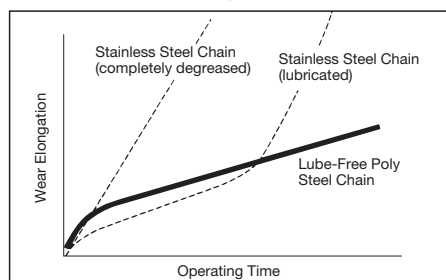 Stainless Steel Chain
(completely degreased)
Stainless Steel Chain
(lubricated)
Lube-Free Poly
Steel Chain
Wear Elongation
Operating Time